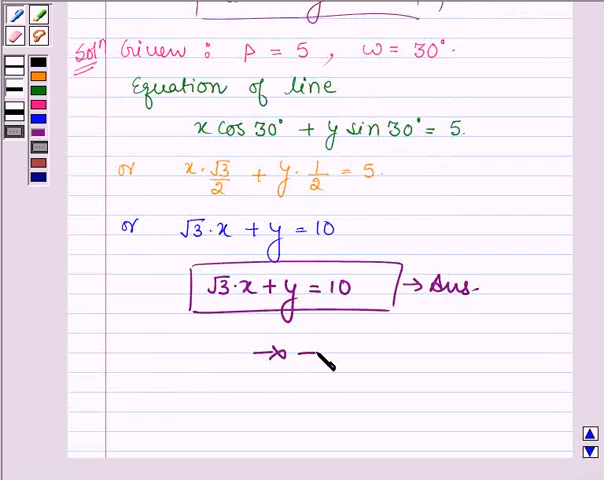 Solⁿ Given : p = 5 , ω = 30°.
Equation of line
x cos 30° + y sin 30° = 5.
or x · √3/2 + y · 1/2 = 5.
or √3 · x + y = 10
√3 · x + y = 10 → Ans.